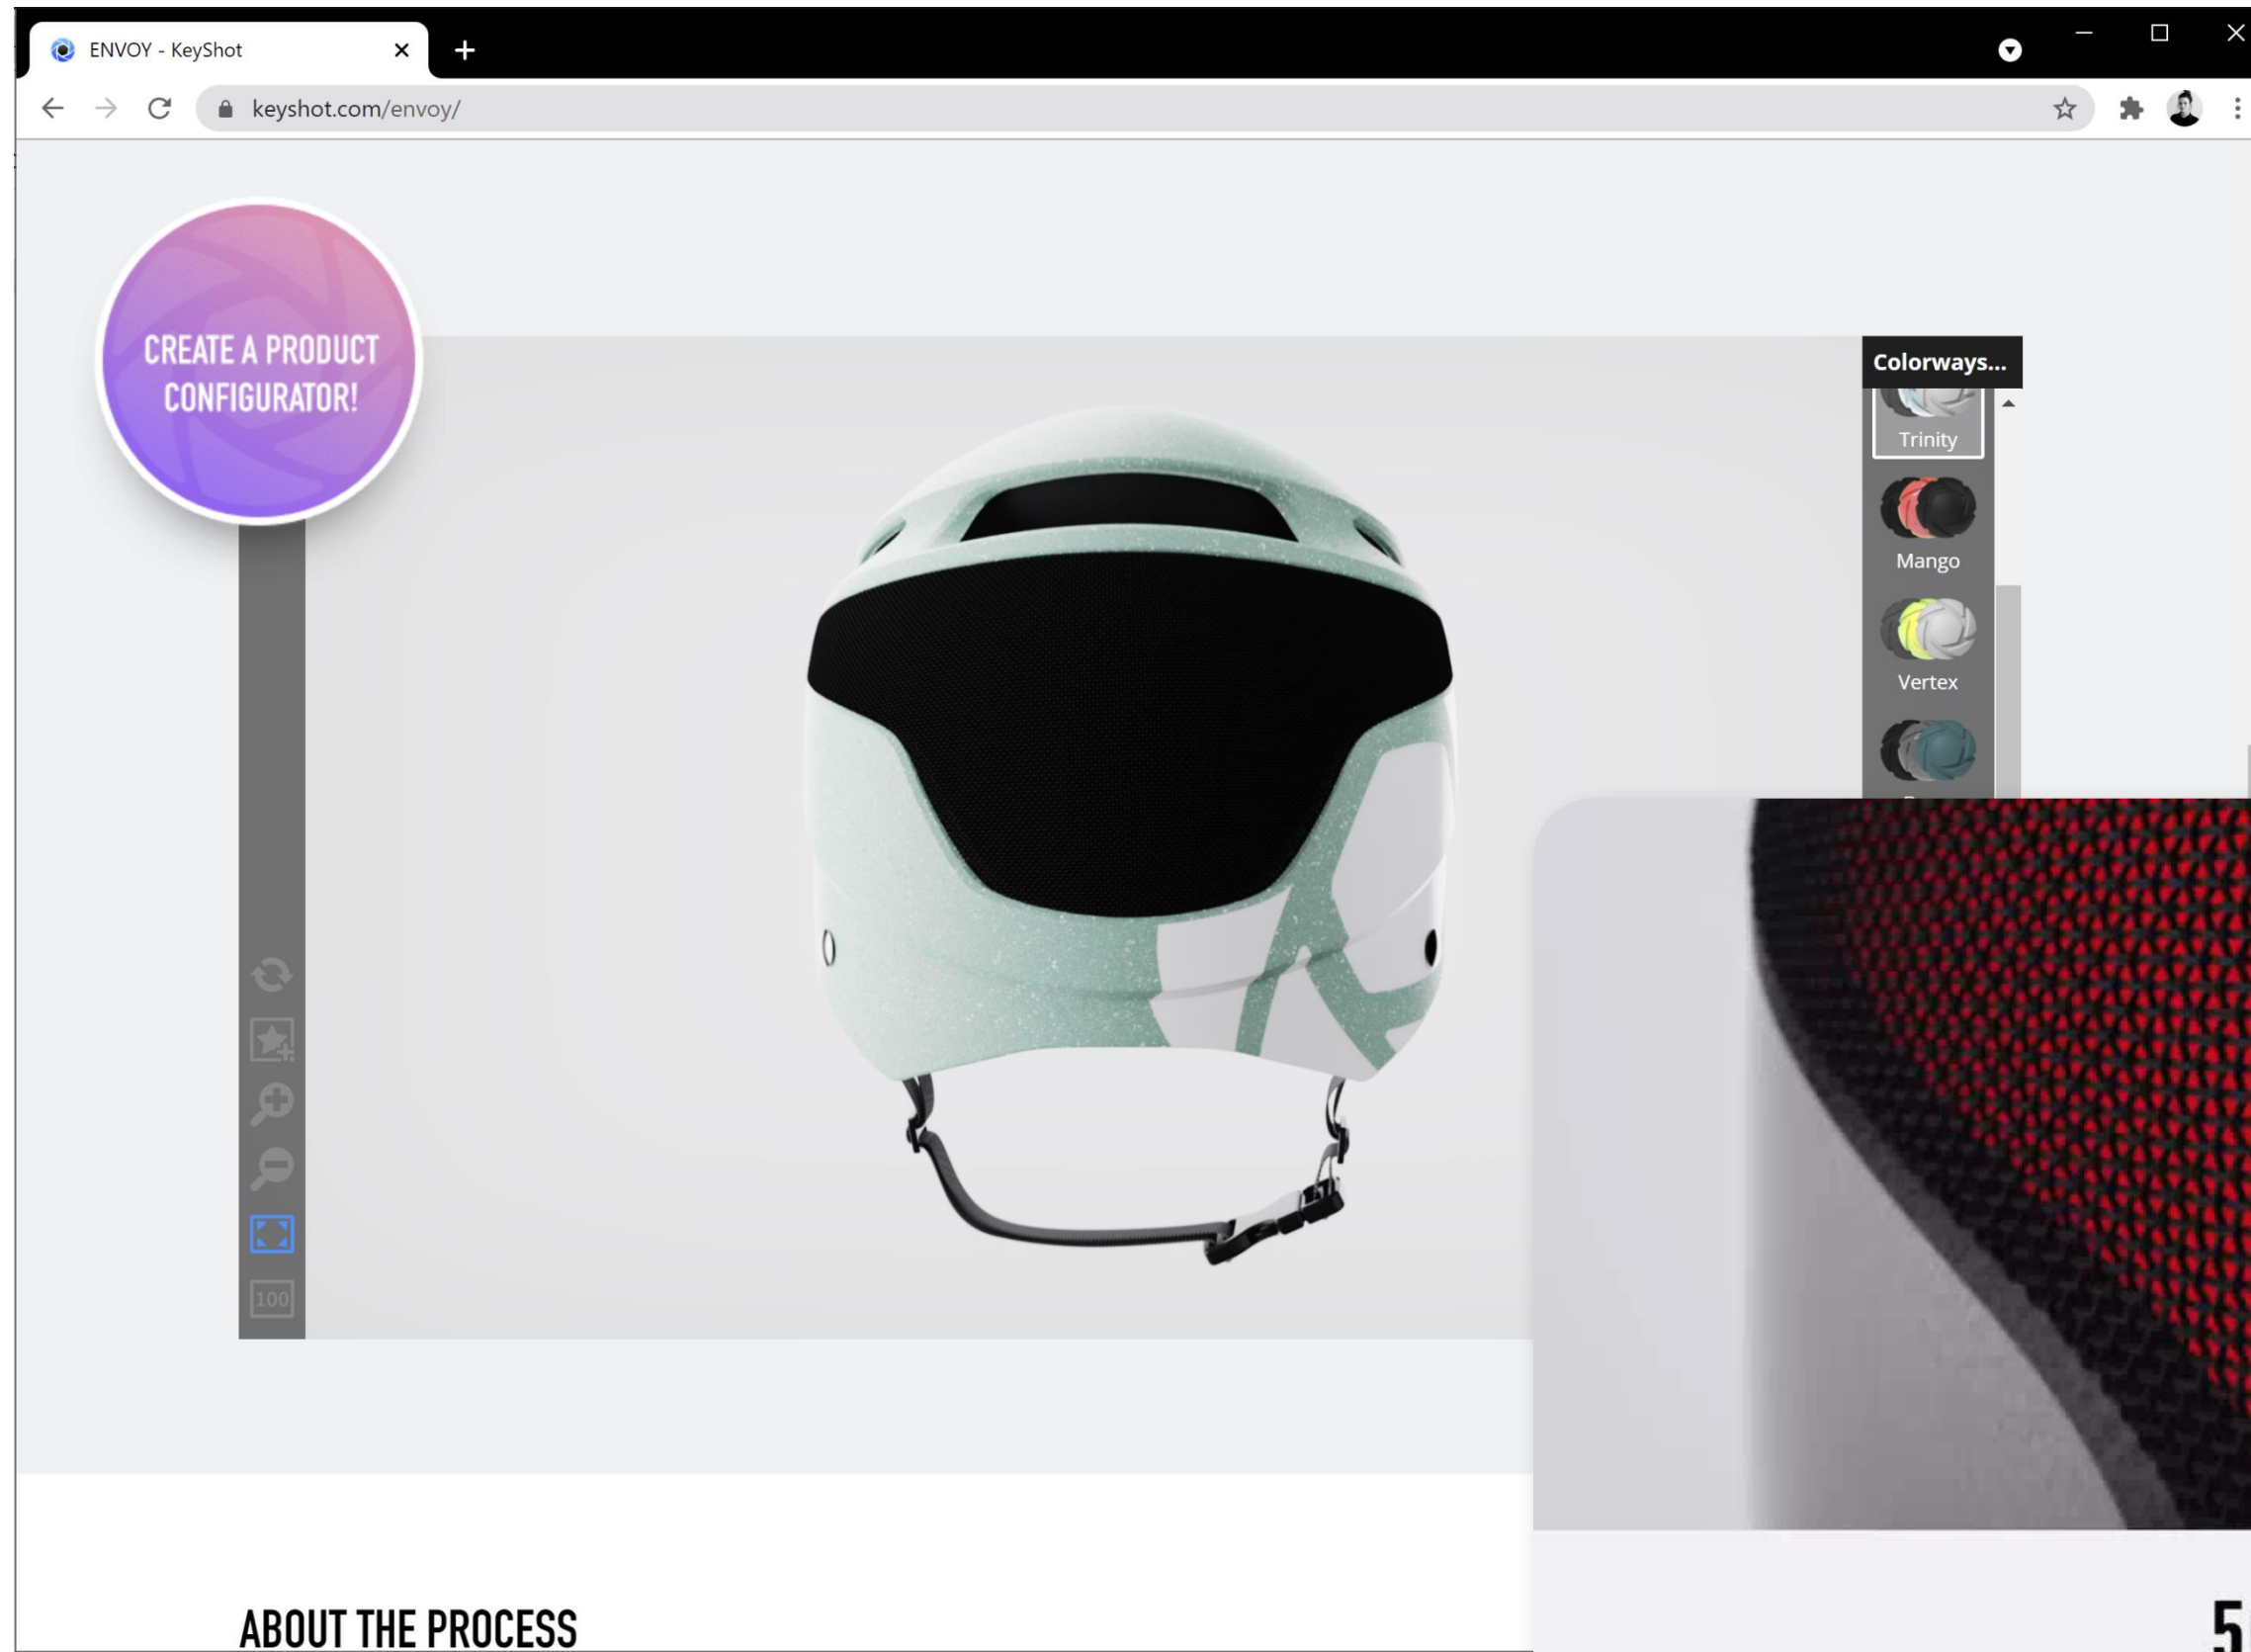 ENVOY - KeyShot
keyshot.com/envoy/
CREATE A PRODUCT
CONFIGURATOR!
Colorways...
Trinity
Mango
Vertex
100
ABOUT THE PROCESS
5